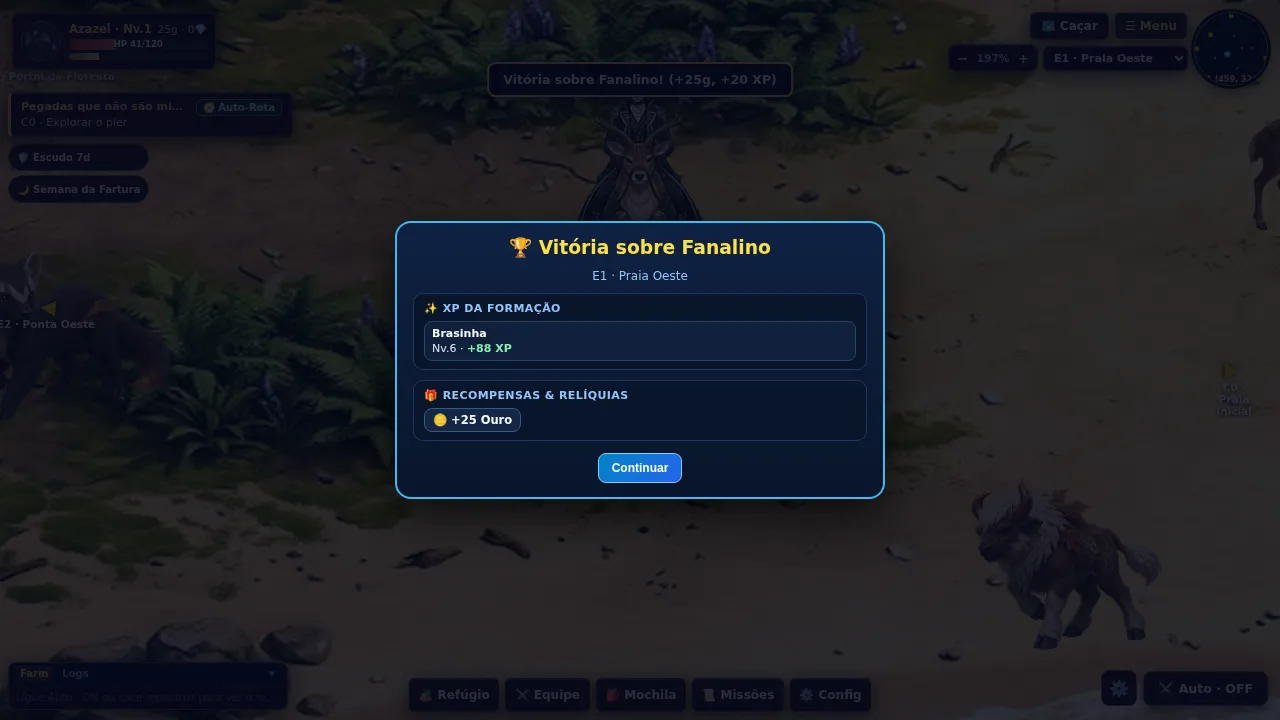 Azazel · Nv.1 25g · 0💎
HP 41/120
Portal da Floresta
Pegadas que não são mi...
🧭 Auto-Rota
C0 · Explorar o píer
🛡️ Escudo 7d
🌙 Semana da Fartura
Vitória sobre Fanalino! (+25g, +20 XP)
🗺️ Caçar
☰ Menu
− 197% +
E1 · Praia Oeste
E2 · Ponta Oeste
C0 ·
Praia
Inicial
🏆 Vitória sobre Fanalino
E1 · Praia Oeste
✨ XP DA FORMAÇÃO
Brasinha
Nv.6 · +88 XP
🎁 RECOMPENSAS & RELÍQUIAS
🪙 +25 Ouro
Continuar
Farm Logs ▾
🏕️ Refúgio
⚔️ Equipe
🎒 Mochila
📜 Missões
⚙️ Config
⚔️ Auto · OFF